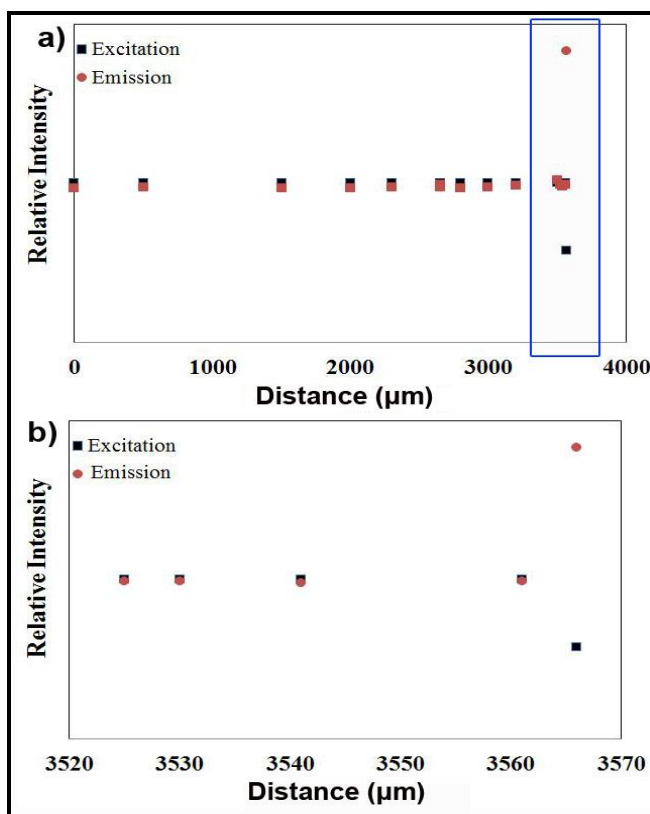 a)
Excitation
Emission
Relative Intensity
0 1000 2000 3000 4000
Distance (µm)
b)
Excitation
Emission
Relative Intensity
3520 3530 3540 3550 3560 3570
Distance (µm)